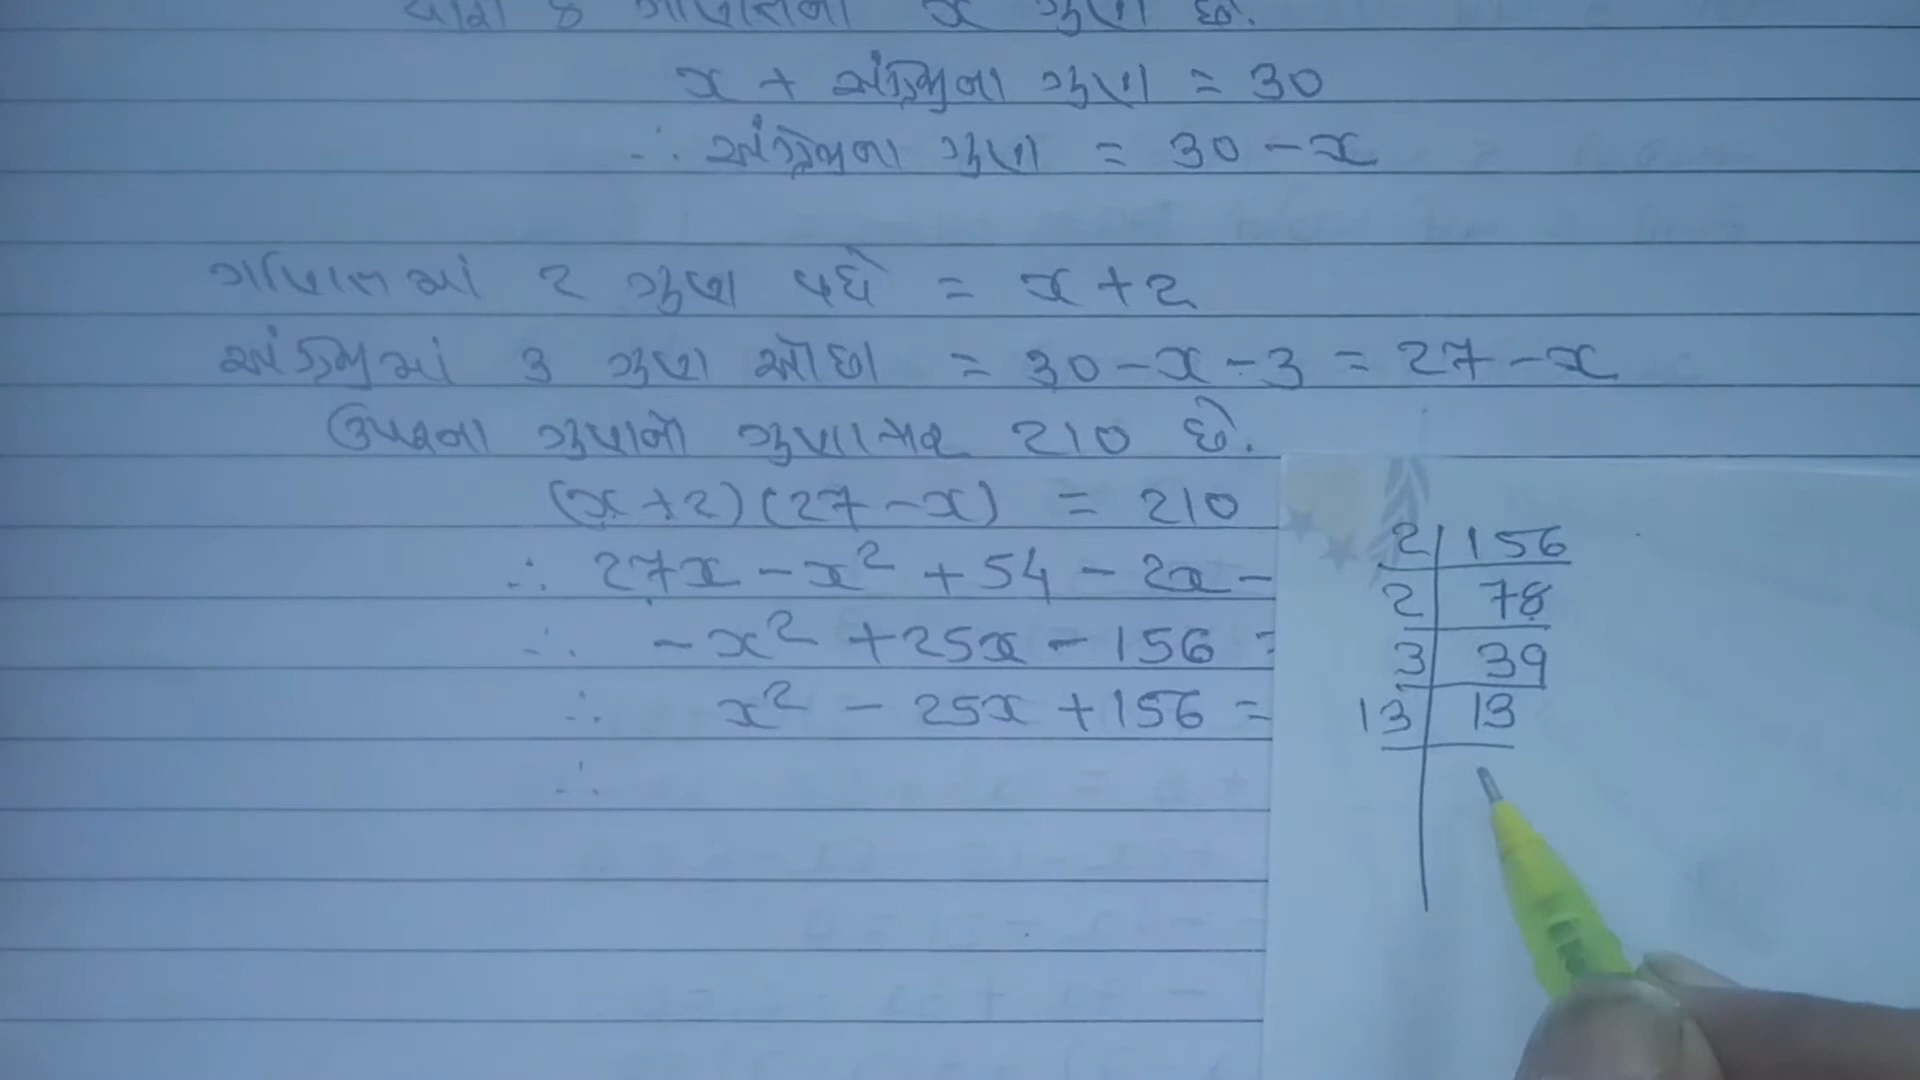 x + અંગ્રેજીના ગુણ = 30
∴ અંગ્રેજીના ગુણ = 30 - x
ગણિતમાં 2 ગુણ વધે = x + 2
અંગ્રેજીમાં 3 ગુણ ઓછા = 30 - x - 3 = 27 - x
ઉપરના ગુણનો ગુણાકાર 210 છે.
(x + 2) (27 - x) = 210
∴ 27x - x² + 54 - 2x -
∴ -x² + 25x - 156 =
∴ x² - 25x + 156 =
∴
2 | 156
2 | 78
3 | 39
13 | 13